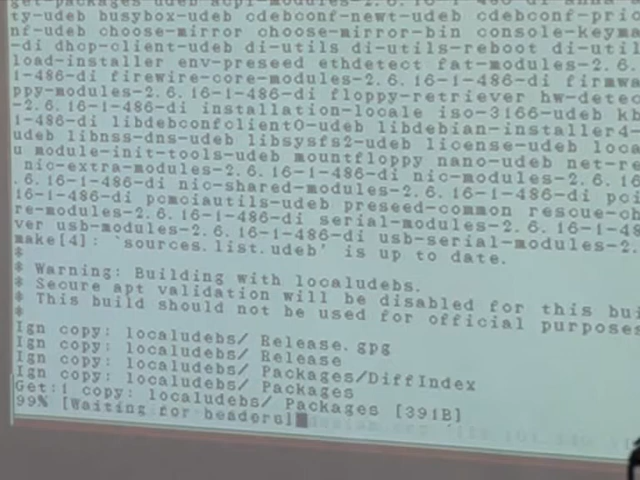 get-packages udeb acpi-modules-2.6.16-1-486-di anna
ty-udeb busybox-udeb cdebconf-newt-udeb cdebconf-pric
nf-udeb choose-mirror choose-mirror-bin console-keyma
-di dhcp-client-udeb di-utils di-utils-reboot di-util
load-installer env-preseed ethdetect fat-modules-2.6.
1-486-di firewire-core-modules-2.6.16-1-486-di firmw
ppy-modules-2.6.16-1-486-di floppy-retriever hw-detec
-2.6.16-1-486-di installation-locale iso-3166-udeb kb
1-486-di libdebconfclient0-udeb libdebian-installer4-
udeb libnss-dns-udeb libsysfs2-udeb license-udeb loca
u module-init-tools-udeb mountfloppy nano-udeb net-re
nic-extra-modules-2.6.16-1-486-di nic-modules-2.6.16
.6.16-1-486-di nic-shared-modules-2.6.16-1-486-di pci
16-1-486-di pcmciautils-udeb preseed-common rescue-ch
re-modules-2.6.16-1-486-di serial-modules-2.6.16-1-4
ver usb-modules-2.6.16-1-486-di usb-serial-modules-2.
make[4]: `sources.list.udeb' is up to date.
*
* Warning: Building with localudebs.
* Secure apt validation will be disabled for this bui
* This build should not be used for official purposes
*
Ign copy: localudebs/ Release.gpg
Ign copy: localudebs/ Release
Ign copy: localudebs/ Packages/DiffIndex
Ign copy: localudebs/ Packages
Get:1 copy: localudebs/ Packages [391B]
99% [Waiting for headers]